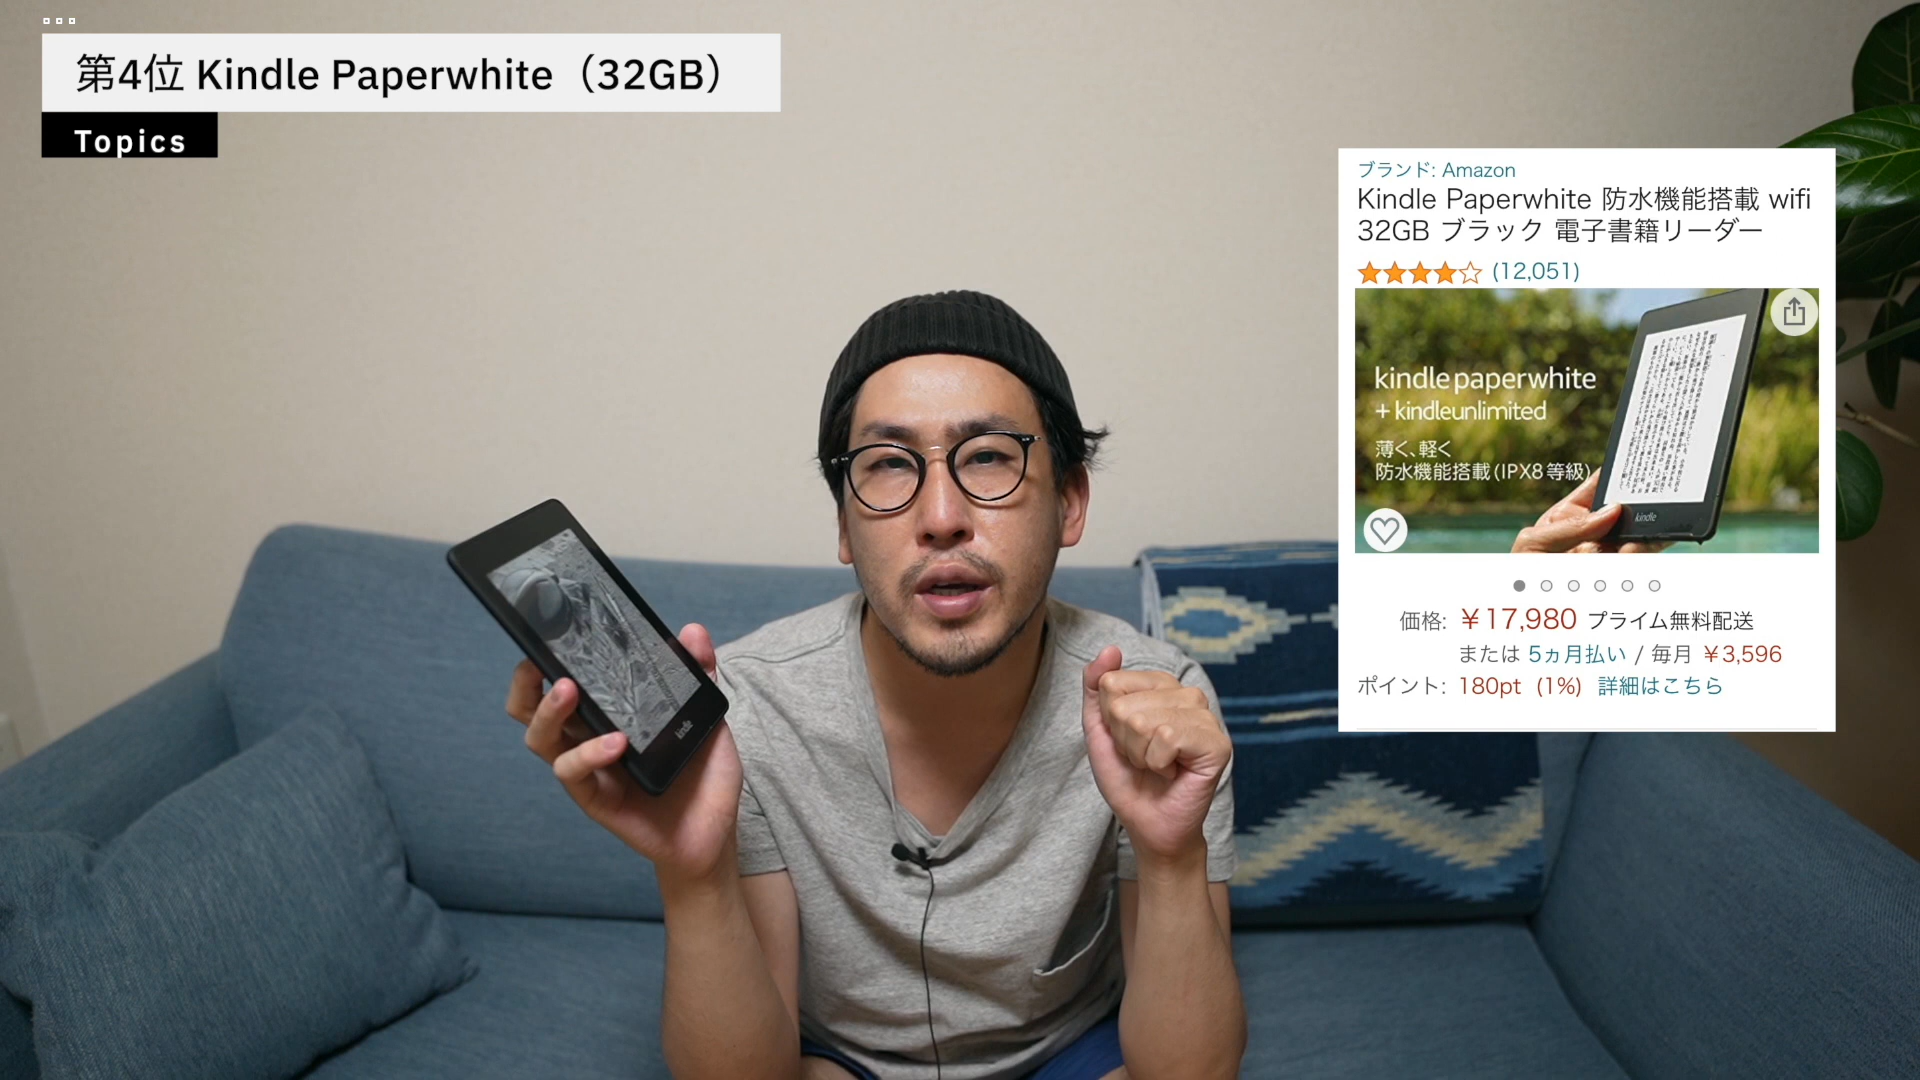 第4位 Kindle Paperwhite（32GB）
Topics
ブランド: Amazon
Kindle Paperwhite 防水機能搭載 wifi
32GB ブラック 電子書籍リーダー
(12,051)
kindle paperwhite
+ kindleunlimited
薄く、軽く
防水機能搭載(IPX8等級)
kindle
価格: ￥17,980 プライム無料配送
または 5ヵ月払い / 毎月 ￥3,596
ポイント: 180pt (1%) 詳細はこちら
kindle